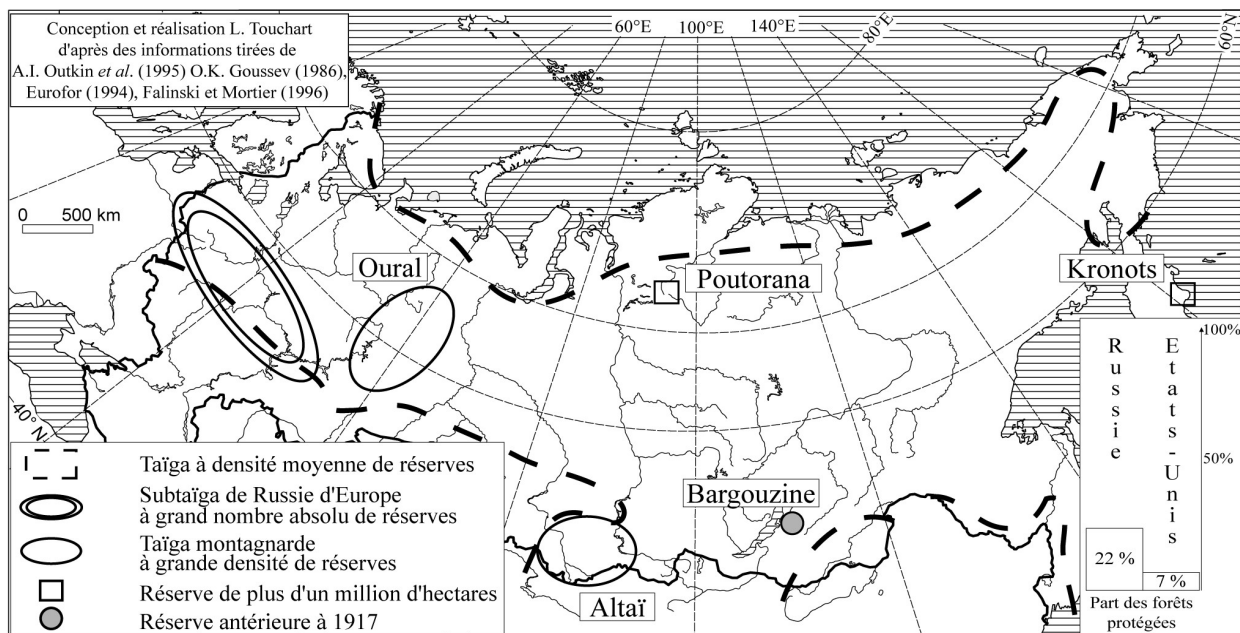 Conception et réalisation L. Touchart
d'après des informations tirées de
A.I. Outkin et al. (1995) O.K. Goussev (1986),
Eurofor (1994), Falinski et Mortier (1996)
60°E
100°E
140°E
80°E
60°N
0 500 km
Oural
Poutorana
Kronots
40° N
Bargouzine
Altaï
Taïga à densité moyenne de réserves
Subtaïga de Russie d'Europe
à grand nombre absolu de réserves
Taïga montagnarde
à grande densité de réserves
Réserve de plus d'un million d'hectares
Réserve antérieure à 1917
Russie
Etats-Unis
100%
50%
22 %
7 %
Part des forêts
protégées